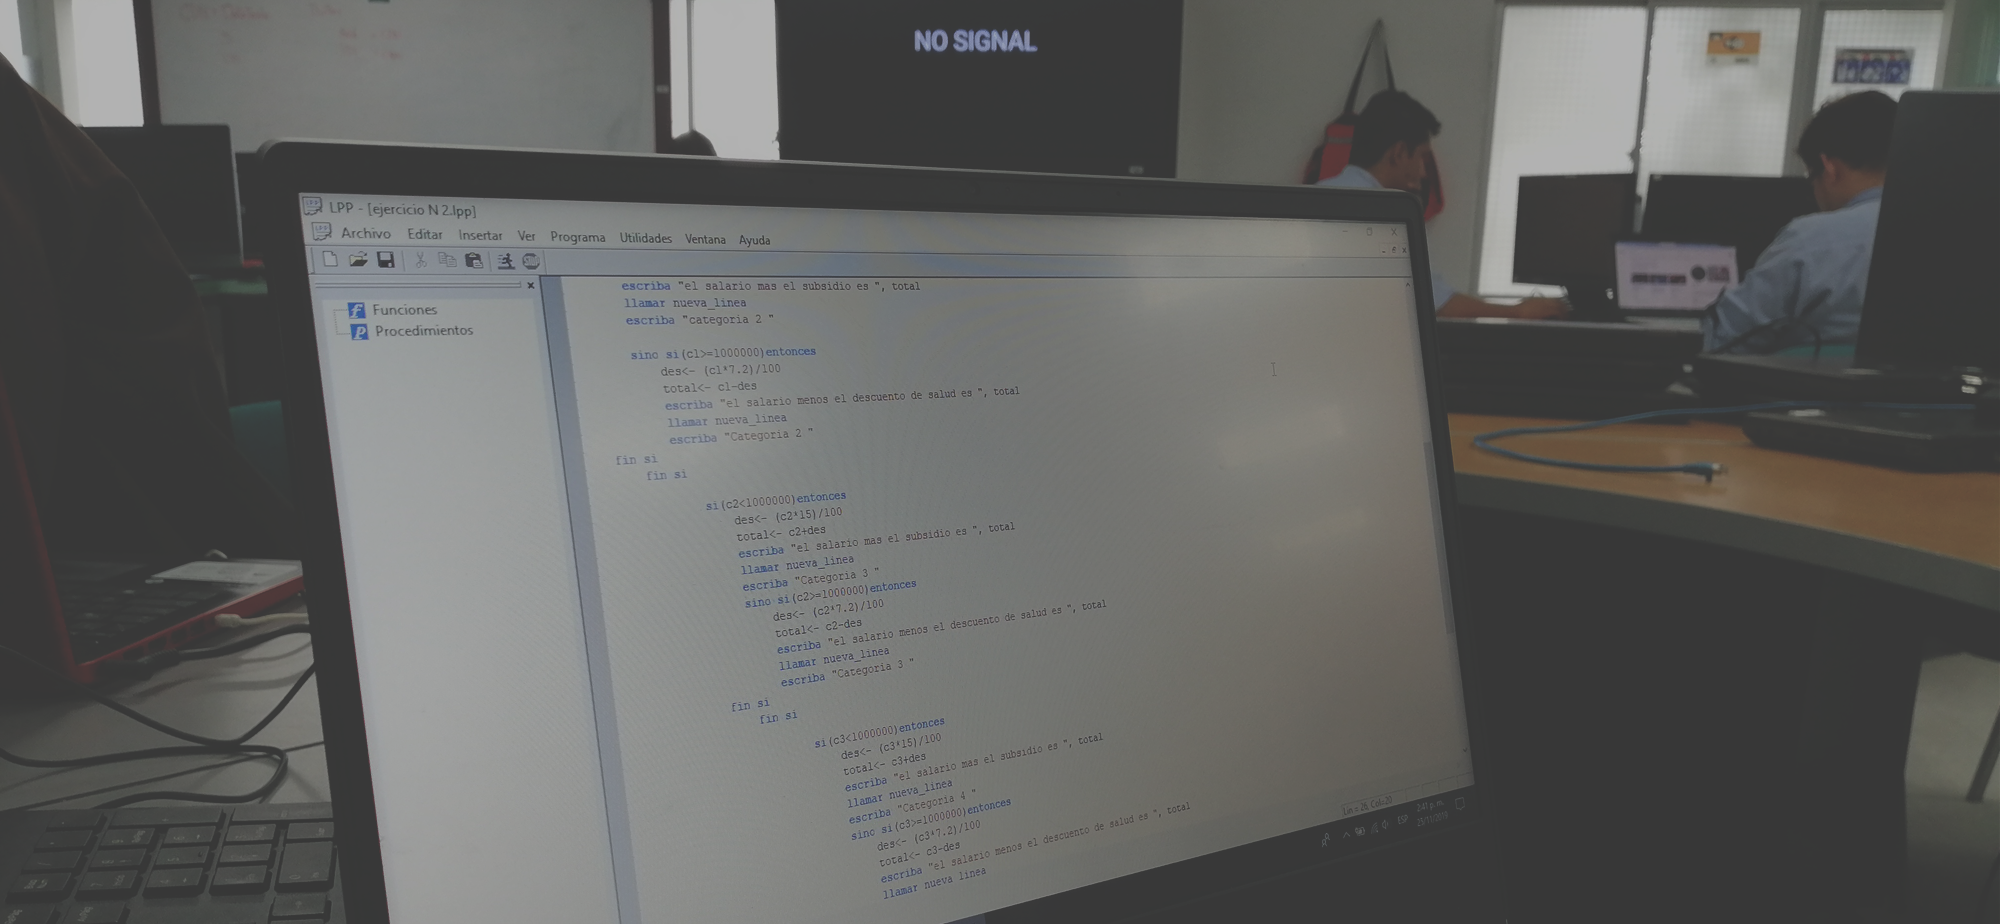 NO SIGNAL
LPP - [ejercicio N 2.lpp]
Archivo Editar Insertar Ver Programa Utilidades Ventana Ayuda
Funciones
Procedimientos
escriba "el salario mas el subsidio es ", total
llamar nueva_linea
escriba "categoria 2 "
sino si(c1>=1000000)entonces
des<- (c1*7.2)/100
total<- c1-des
escriba "el salario menos el descuento de salud es ", total
llamar nueva_linea
escriba "Categoria 2 "
fin si
fin si
si(c2<1000000)entonces
des<- (c2*15)/100
total<- c2+des
escriba "el salario mas el subsidio es ", total
llamar nueva_linea
escriba "Categoria 3 "
sino si(c2>=1000000)entonces
des<- (c2*7.2)/100
total<- c2-des
escriba "el salario menos el descuento de salud es ", total
llamar nueva_linea
escriba "Categoria 3 "
fin si
fin si
si(c3<1000000)entonces
des<- (c3*15)/100
total<- c3+des
escriba "el salario mas el subsidio es ", total
llamar nueva_linea
escriba "Categoria 4 "
sino si(c3>=1000000)entonces
des<- (c3*7.2)/100
total<- c3-des
escriba "el salario menos el descuento de salud es ", total
llamar nueva linea
ESP 2:41 p. m.